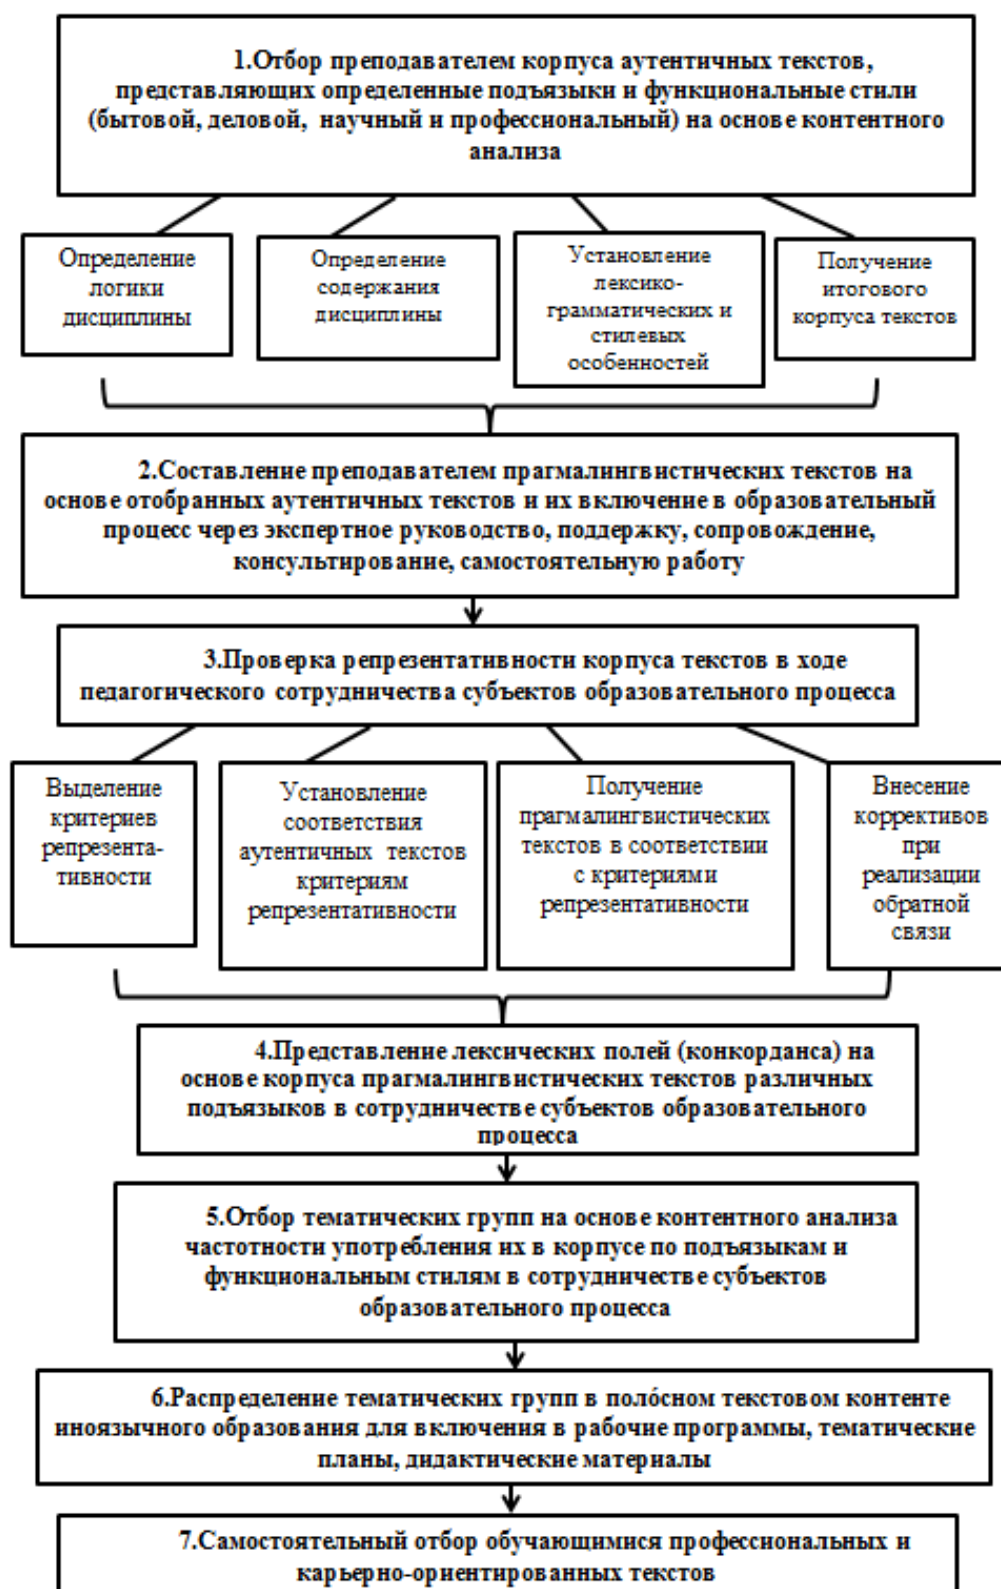 1.Отбор преподавателем корпуса аутентичных текстов,
представляющих определенные подъязыки и функциональные стили
(бытовой, деловой, научный и профессиональный) на основе контентного
анализа
Определение
логики
дисциплины
Определение
содержания
дисциплины
Установление
лексико-
грамматических и
стилевых
особенностей
Получение
итогового
корпуса текстов
2.Составление преподавателем прагмалингвистических текстов на
основе отобранных аутентичных текстов и их включение в образовательный
процесс через экспертное руководство, поддержку, сопровождение,
консультирование, самостоятельную работу
3.Проверка репрезентативности корпуса текстов в ходе
педагогического сотрудничества субъектов образовательного процесса
Выделение
критериев
репрезента-
тивности
Установление
соответствия
аутентичных текстов
критериям
репрезентативности
Получение
прагмалингвистических
текстов в соответствии
с критериями
репрезентативности
Внесение
коррективов
при
реализации
обратной
связи
4.Представление лексических полей (конкорданса) на
основе корпуса прагмалингвистических текстов различных
подъязыков в сотрудничестве субъектов образовательного
процесса
5.Отбор тематических групп на основе контентного анализа
частотности употребления их в корпусе по подъязыкам и
функциональным стилям в сотрудничестве субъектов
образовательного процесса
6.Распределение тематических групп в поло́сном текстовом контенте
иноязычного образования для включения в рабочие программы, тематические
планы, дидактические материалы
7.Самостоятельный отбор обучающимися профессиональных и
карьерно-ориентированных текстов